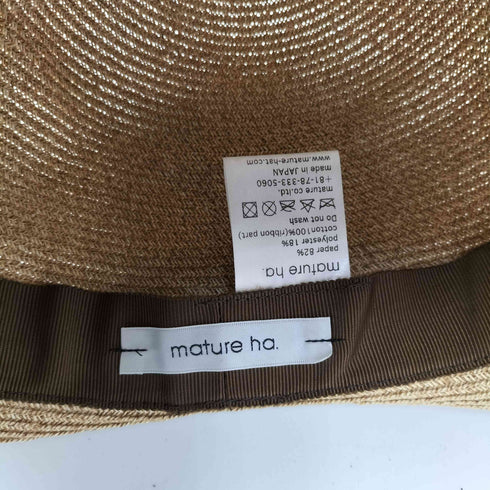 mature ha.
paper 82%
polyester 18%
cotton100%(ribbon part)
Do not wash
mature co,ltd.
+81-78-333-5060
made in JAPAN
www.mature-hat.com
mature ha.